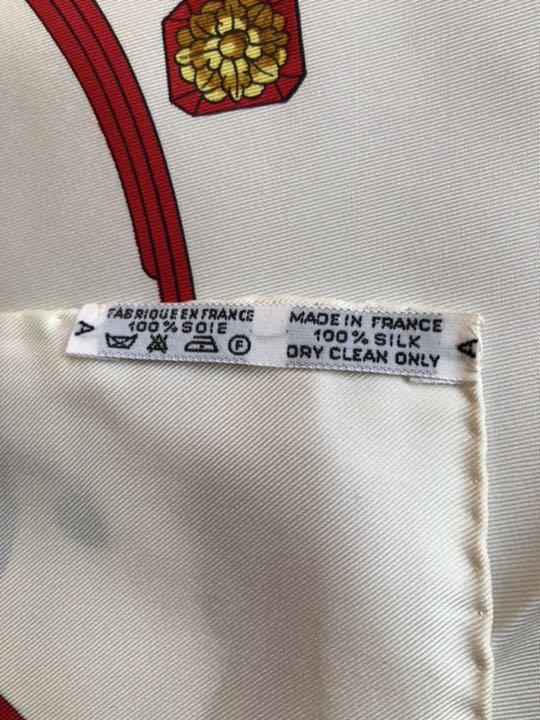 A
FABRIQUE EN FRANCE
100% SOIE
F
MADE IN FRANCE
100% SILK
DRY CLEAN ONLY
A